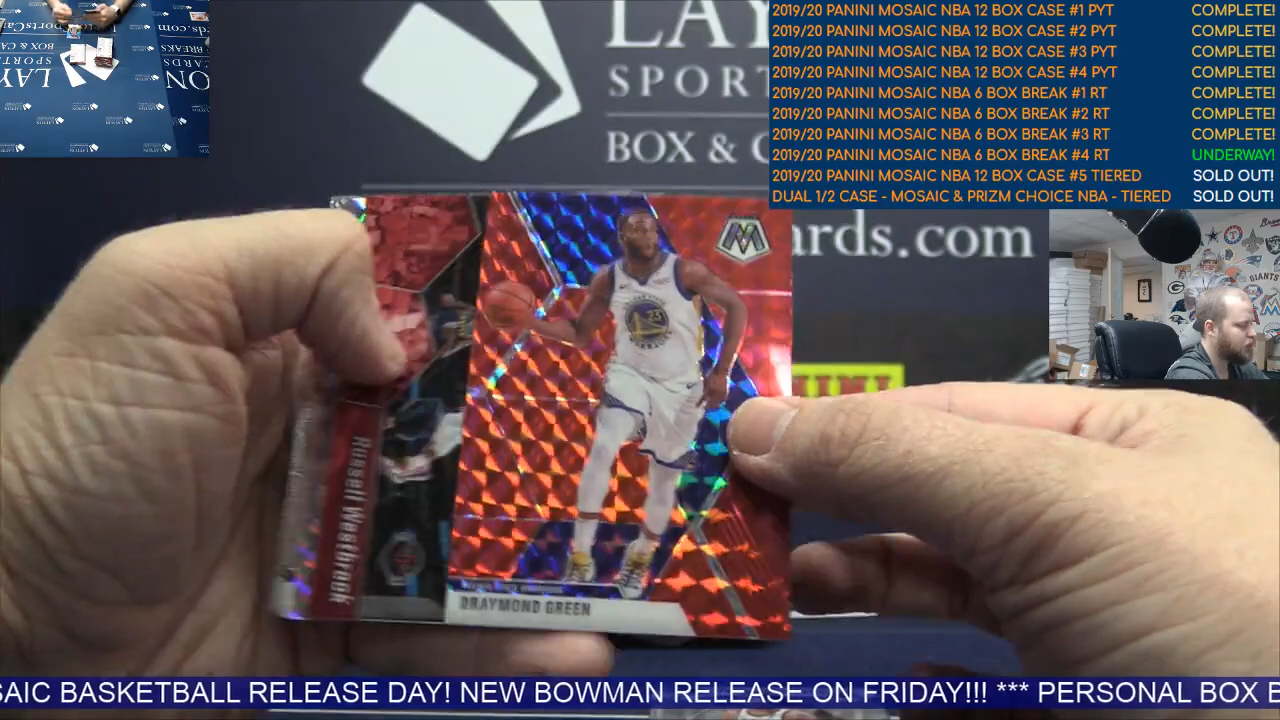 2019/20 PANINI MOSAIC NBA 12 BOX CASE #1 PYT COMPLETE!
2019/20 PANINI MOSAIC NBA 12 BOX CASE #2 PYT COMPLETE!
2019/20 PANINI MOSAIC NBA 12 BOX CASE #3 PYT COMPLETE!
2019/20 PANINI MOSAIC NBA 12 BOX CASE #4 PYT COMPLETE!
2019/20 PANINI MOSAIC NBA 6 BOX BREAK #1 RT COMPLETE!
2019/20 PANINI MOSAIC NBA 6 BOX BREAK #2 RT COMPLETE!
2019/20 PANINI MOSAIC NBA 6 BOX BREAK #3 RT COMPLETE!
2019/20 PANINI MOSAIC NBA 6 BOX BREAK #4 RT UNDERWAY!
2019/20 PANINI MOSAIC NBA 12 BOX CASE #5 TIERED SOLD OUT!
DUAL 1/2 CASE - MOSAIC & PRIZM CHOICE NBA - TIERED SOLD OUT!
LAY
SPORT
BOX & C
ards.com
GIANTS
23
Russell Westbrook
DRAYMOND GREEN
SAIC BASKETBALL RELEASE DAY! NEW BOWMAN RELEASE ON FRIDAY!!! *** PERSONAL BOX B